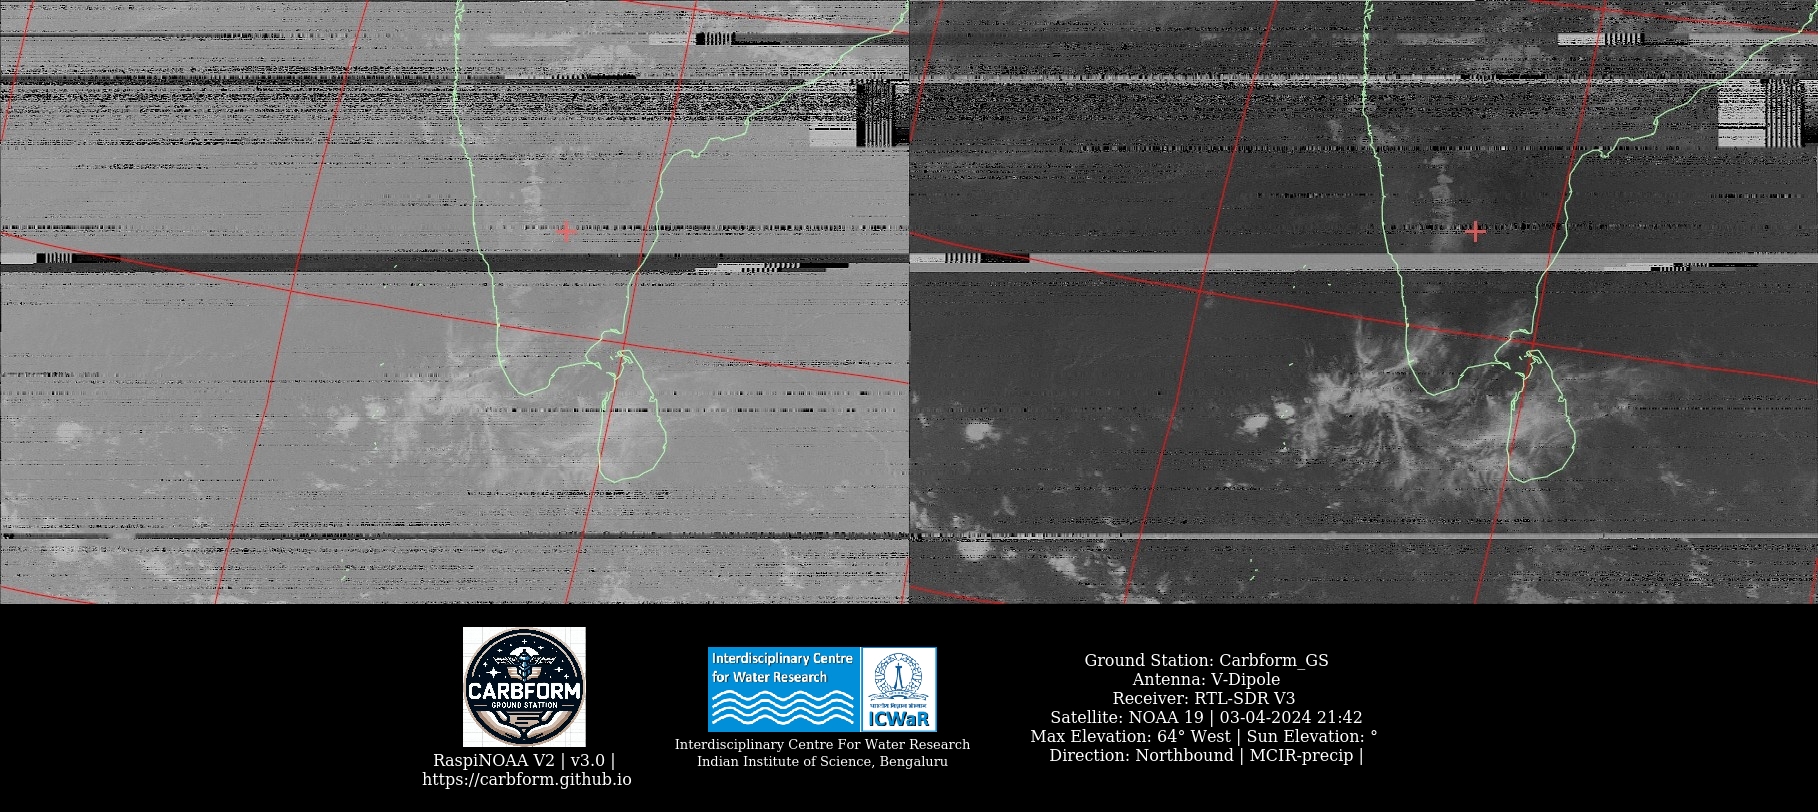 CARBFORM
GROUND STATTION
RaspiNOAA V2 | v3.0 |
https://carbform.github.io
Interdisciplinary Centre
for Water Research
भारतीय विज्ञान संस्थान
ICWaR
Interdisciplinary Centre For Water Research
Indian Institute of Science, Bengaluru
Ground Station: Carbform_GS
Antenna: V-Dipole
Receiver: RTL-SDR V3
Satellite: NOAA 19 | 03-04-2024 21:42
Max Elevation: 64° West | Sun Elevation: °
Direction: Northbound | MCIR-precip |